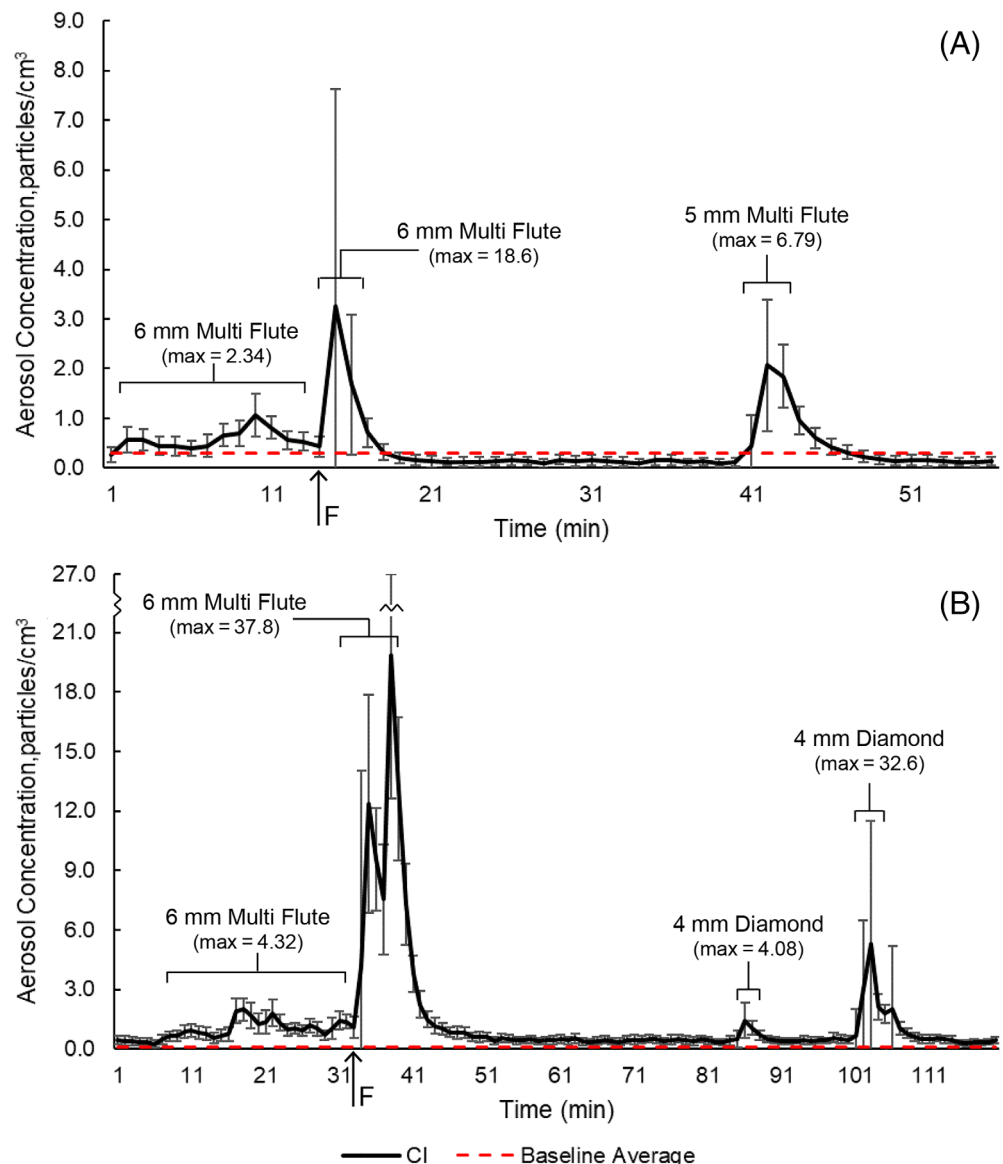 (A)
Aerosol Concentration,particles/cm³
9.0
8.0
7.0
6.0
5.0
4.0
3.0
2.0
1.0
0.0
6 mm Multi Flute
(max = 2.34)
6 mm Multi Flute
(max = 18.6)
5 mm Multi Flute
(max = 6.79)
1 11 21 31 41 51
F
Time (min)
(B)
Aerosol Concentration,particles/cm³
27.0
21.0
18.0
15.0
12.0
9.0
6.0
3.0
0.0
6 mm Multi Flute
(max = 37.8)
6 mm Multi Flute
(max = 4.32)
4 mm Diamond
(max = 4.08)
4 mm Diamond
(max = 32.6)
1 11 21 31 41 51 61 71 81 91 101 111
F
Time (min)
CI Baseline Average